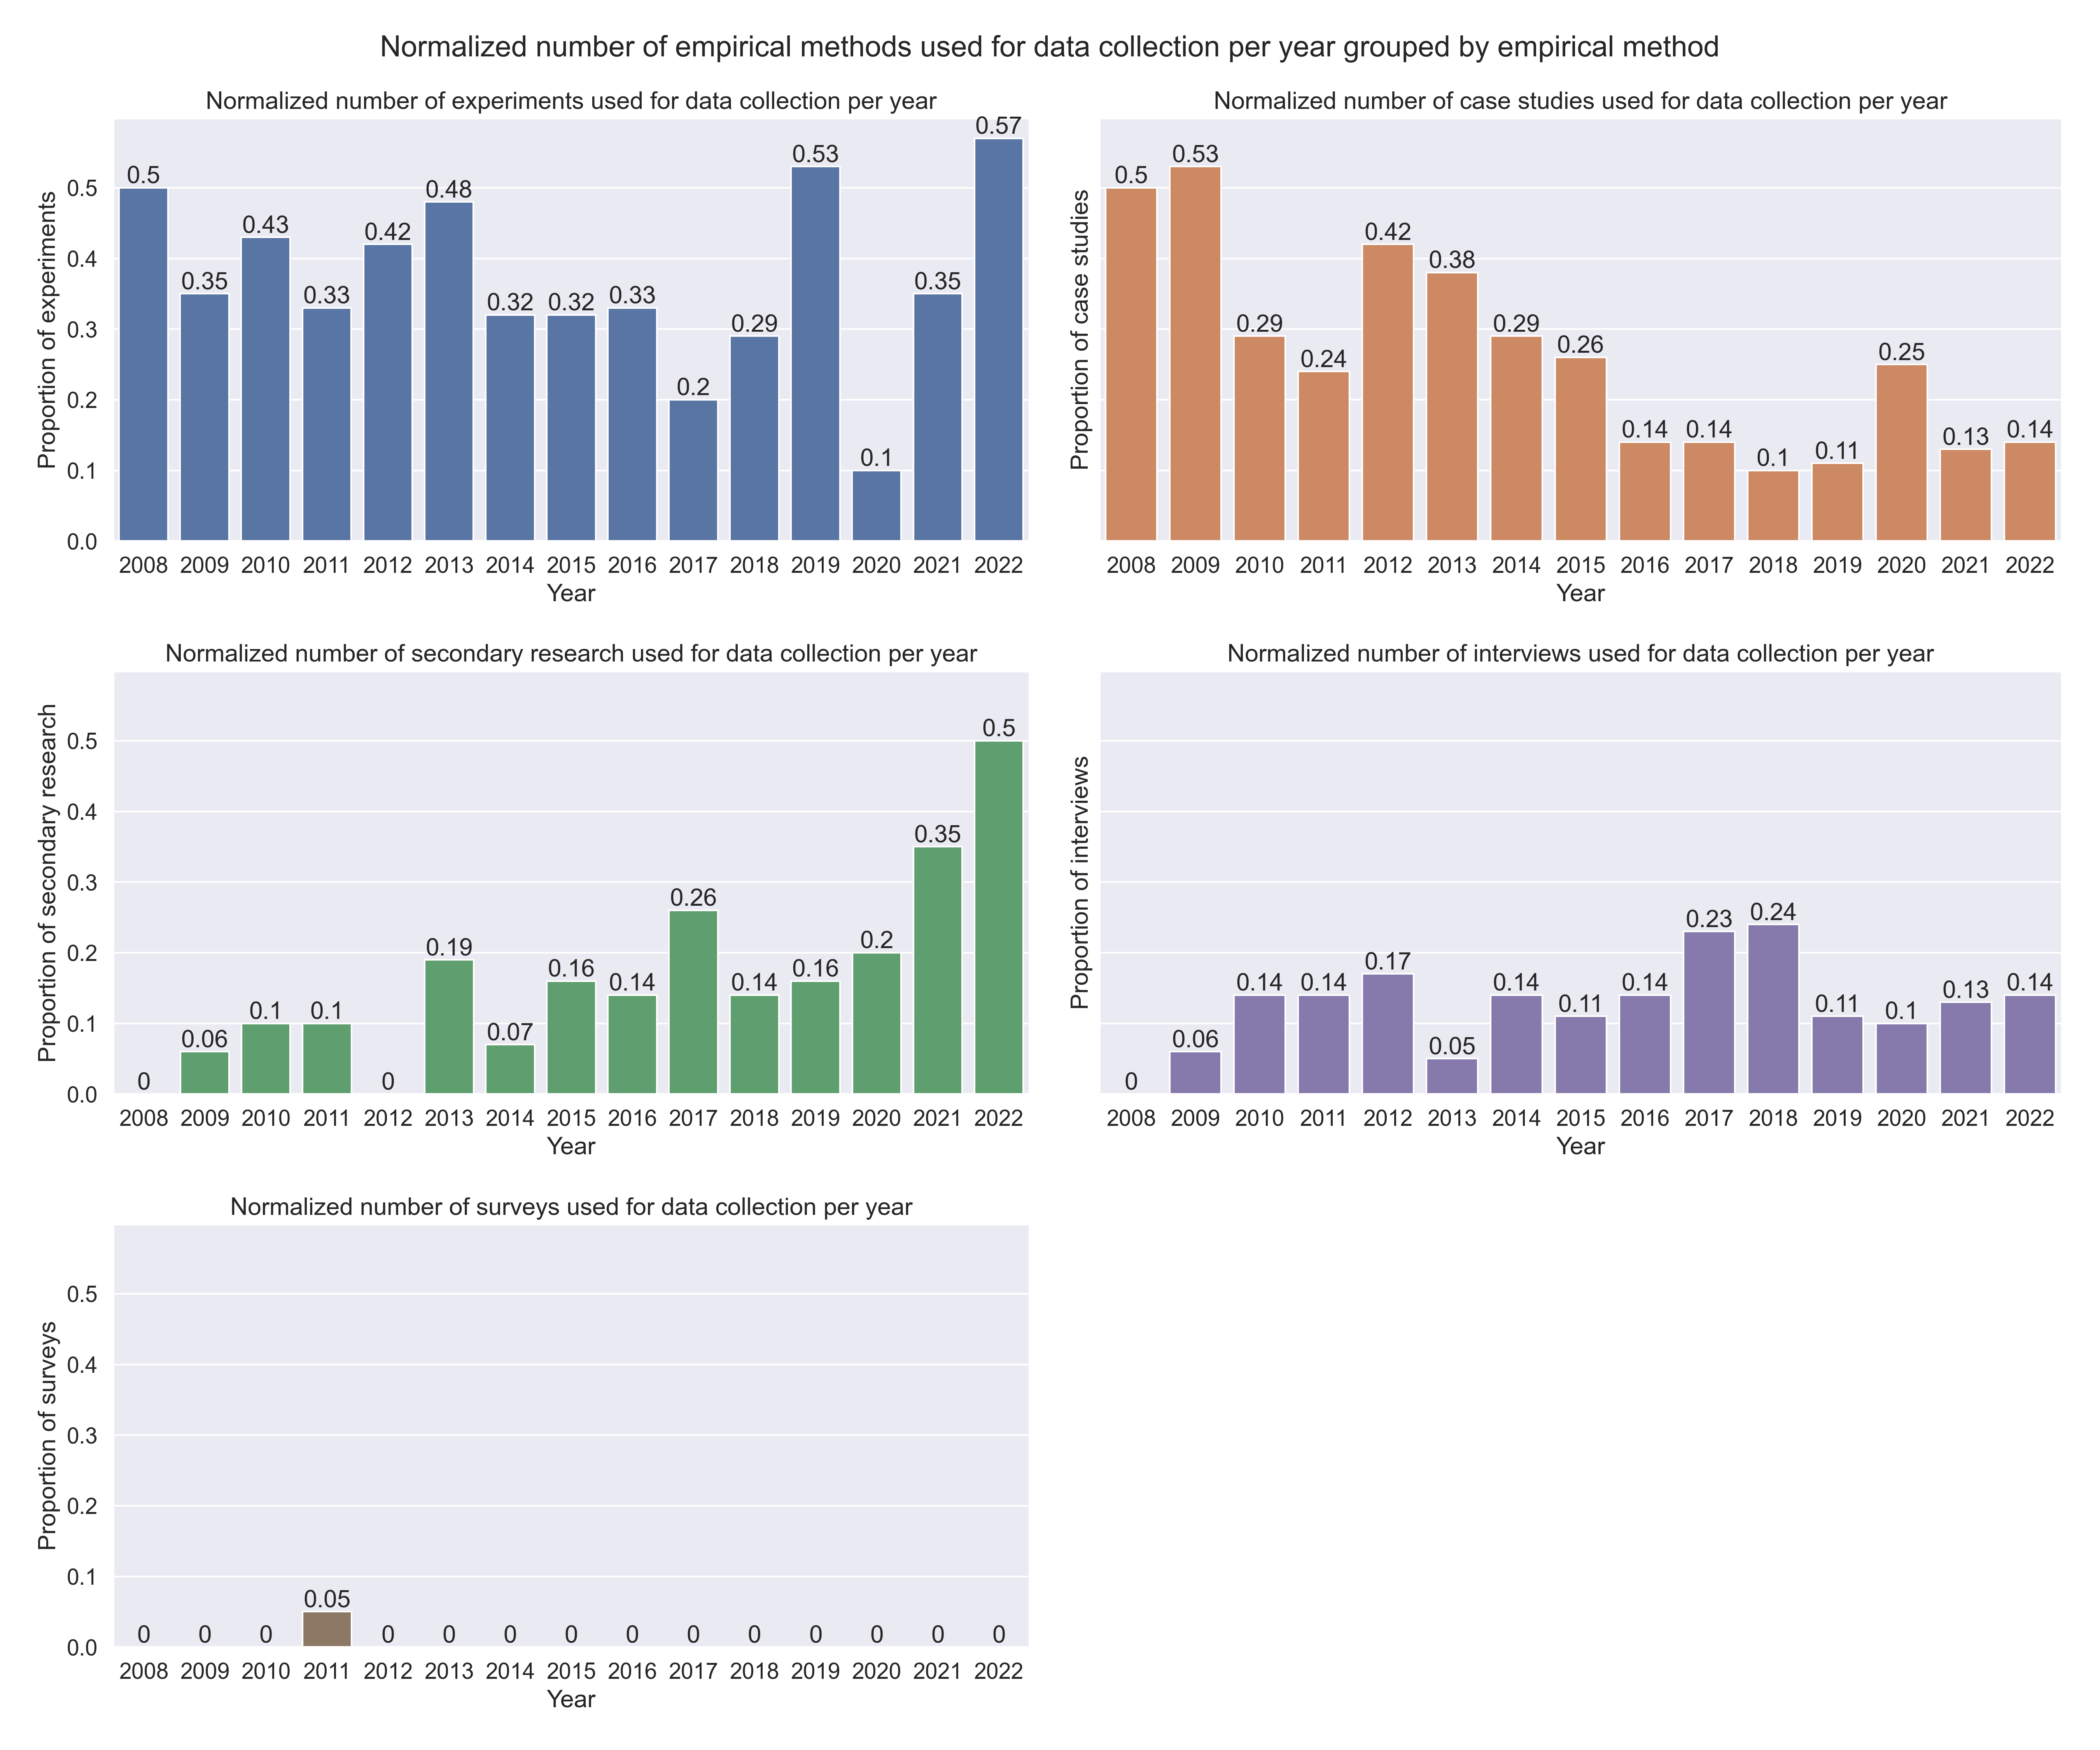 Normalized number of empirical methods used for data collection per year grouped by empirical method
Normalized number of experiments used for data collection per year
Proportion of experiments
0.5
0.4
0.3
0.2
0.1
0.0
0.5 0.35 0.43 0.33 0.42 0.48 0.32 0.32 0.33 0.2 0.29 0.53 0.1 0.35 0.57
2008 2009 2010 2011 2012 2013 2014 2015 2016 2017 2018 2019 2020 2021 2022
Year
Normalized number of case studies used for data collection per year
Proportion of case studies
0.5 0.53 0.29 0.24 0.42 0.38 0.29 0.26 0.14 0.14 0.1 0.11 0.25 0.13 0.14
2008 2009 2010 2011 2012 2013 2014 2015 2016 2017 2018 2019 2020 2021 2022
Year
Normalized number of secondary research used for data collection per year
Proportion of secondary research
0.5
0.4
0.3
0.2
0.1
0.0
0 0.06 0.1 0.1 0 0.19 0.07 0.16 0.14 0.26 0.14 0.16 0.2 0.35 0.5
2008 2009 2010 2011 2012 2013 2014 2015 2016 2017 2018 2019 2020 2021 2022
Year
Normalized number of interviews used for data collection per year
Proportion of interviews
0 0.06 0.14 0.14 0.17 0.05 0.14 0.11 0.14 0.23 0.24 0.11 0.1 0.13 0.14
2008 2009 2010 2011 2012 2013 2014 2015 2016 2017 2018 2019 2020 2021 2022
Year
Normalized number of surveys used for data collection per year
Proportion of surveys
0.5
0.4
0.3
0.2
0.1
0.0
0 0 0 0.05 0 0 0 0 0 0 0 0 0 0 0
2008 2009 2010 2011 2012 2013 2014 2015 2016 2017 2018 2019 2020 2021 2022
Year